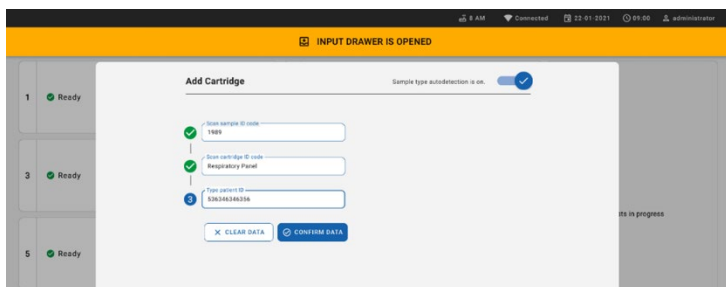 8 AM Connected 22-01-2021 09:00 administrator
INPUT DRAWER IS OPENED
Add Cartridge Sample type autodetection is on.
1 Ready
Scan sample ID code
1989
Scan cartridge ID code
Respiratory Panel
3 Ready
Type patient ID
3 536346346356
sts in progress
CLEAR DATA CONFIRM DATA
5 Ready